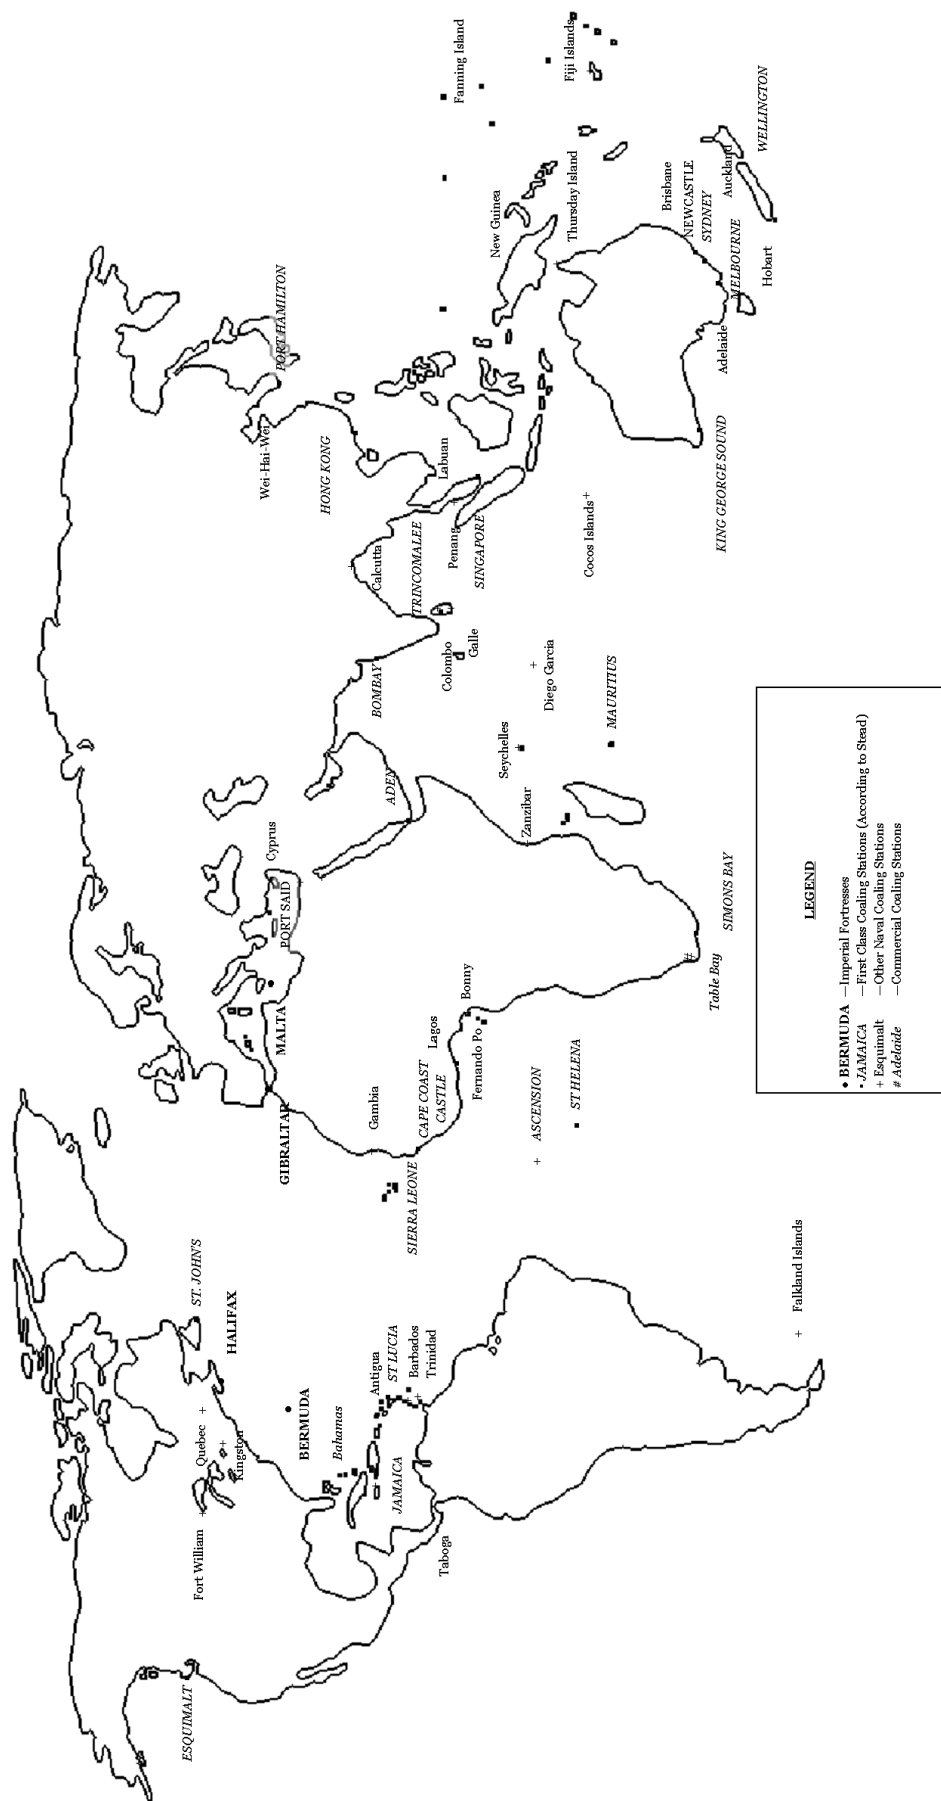 ESQUIMALT
Fort William
Quebec
Kingston
ST. JOHN'S
HALIFAX
BERMUDA
Bahamas
JAMAICA
Antigua
ST LUCIA
Barbados
Trinidad
Taboga
Falkland Islands
GIBRALTAR
MALTA
PORT SAID
Cyprus
Gambia
SIERRA LEONE
CAPE COAST
CASTLE
Lagos
Bonny
Fernando Po
ASCENSION
ST HELENA
Table Bay
SIMONS BAY
ADEN
Zanzibar
Seychelles
MAURITIUS
Diego Garcia
BOMBAY
Colombo
Galle
TRINCOMALEE
Calcutta
Penang
SINGAPORE
Labuan
HONG KONG
Wei-Hai-Wei
PORT HAMILTON
Cocos Islands
KING GEORGE SOUND
Adelaide
MELBOURNE
SYDNEY
NEWCASTLE
Brisbane
Hobart
Thursday Island
New Guinea
Auckland
WELLINGTON
Fiji Islands
Fanning Island
LEGEND
• BERMUDA — Imperial Fortresses
▪ JAMAICA — First Class Coaling Stations (According to Stead)
+ Esquimalt — Other Naval Coaling Stations
# Adelaide — Commercial Coaling Stations